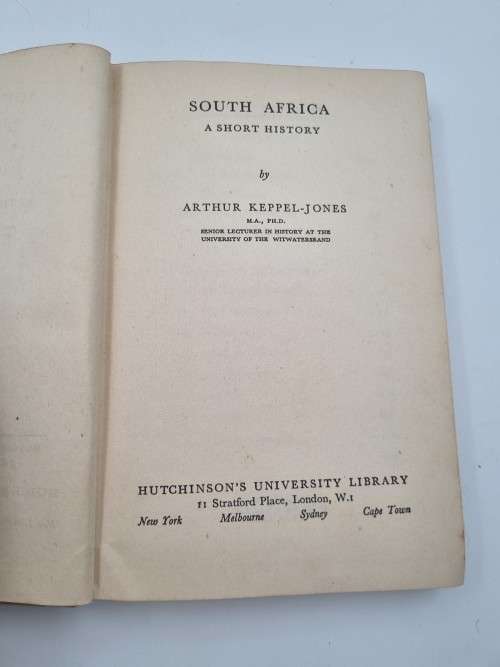 SOUTH AFRICA
A SHORT HISTORY
by
ARTHUR KEPPEL-JONES
M.A., PH.D.
SENIOR LECTURER IN HISTORY AT THE
UNIVERSITY OF THE WITWATERSRAND
HUTCHINSON'S UNIVERSITY LIBRARY
11 Stratford Place, London, W.1
New York Melbourne Sydney Cape Town